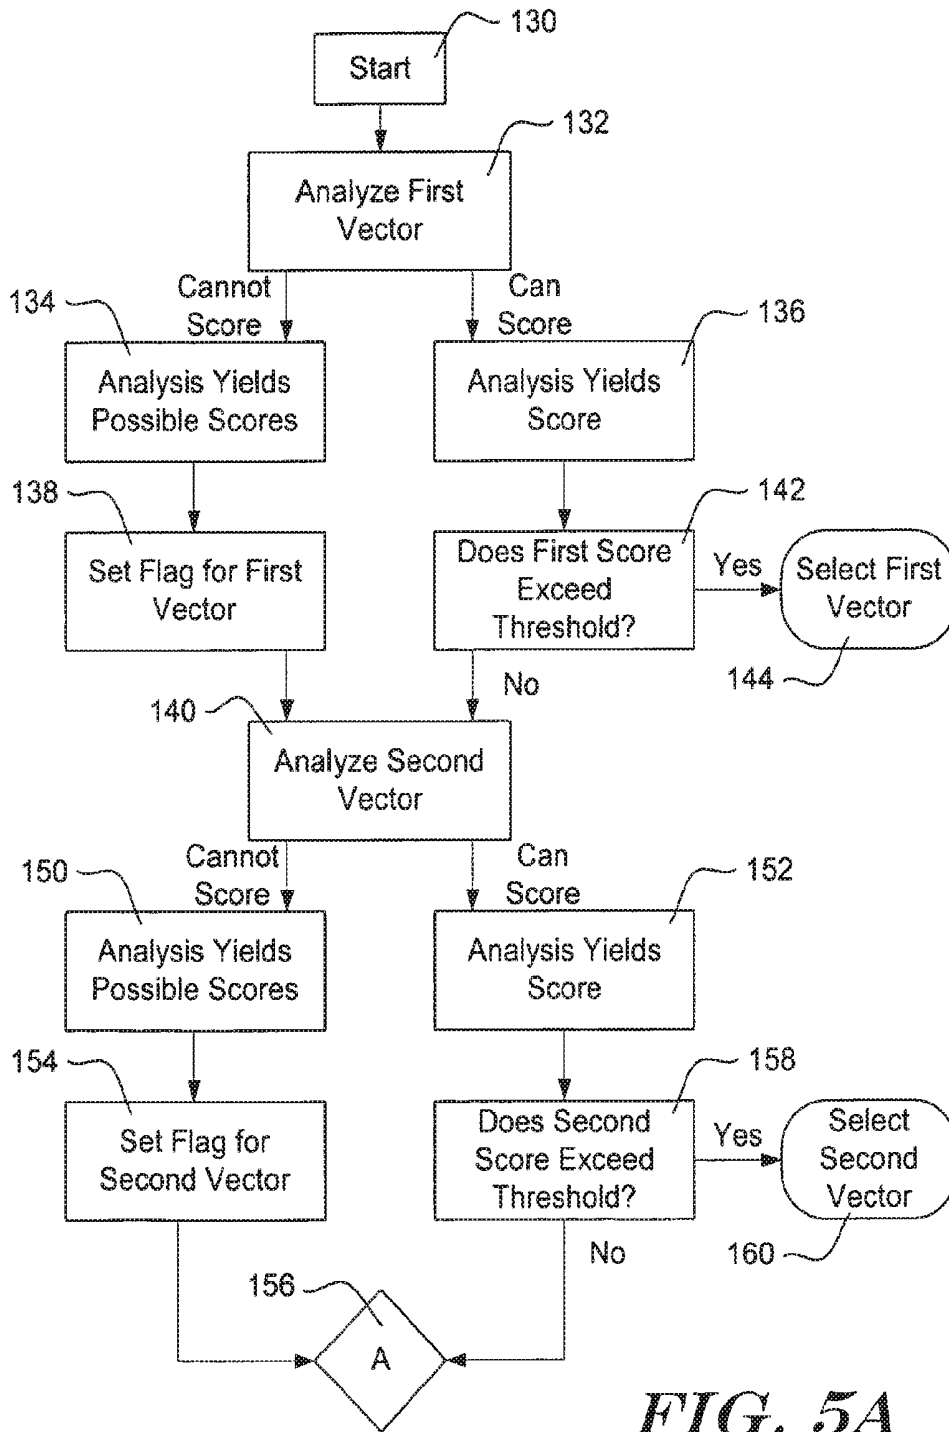 130
Start
132
Analyze First
Vector
Cannot
Score
Can
Score
134
136
Analysis Yields
Possible Scores
Analysis Yields
Score
138
142
Set Flag for First
Vector
Does First Score
Exceed
Threshold?
Yes
Select First
Vector
144
No
140
Analyze Second
Vector
Cannot
Score
Can
Score
150
152
Analysis Yields
Possible Scores
Analysis Yields
Score
154
158
Set Flag for
Second Vector
Does Second
Score Exceed
Threshold?
Yes
Select
Second
Vector
160
No
156
A
FIG. 5A